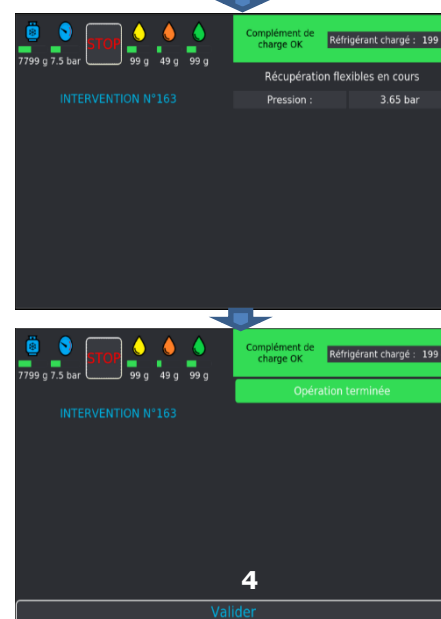 STOP
7799 g 7.5 bar 99 g 49 g 99 g
Complément de
charge OK
Réfrigérant chargé : 199
Récupération flexibles en cours
INTERVENTION N°163
Pression : 3.65 bar
STOP
7799 g 7.5 bar 99 g 49 g 99 g
Complément de
charge OK
Réfrigérant chargé : 199
Opération terminée
INTERVENTION N°163
4
Valider